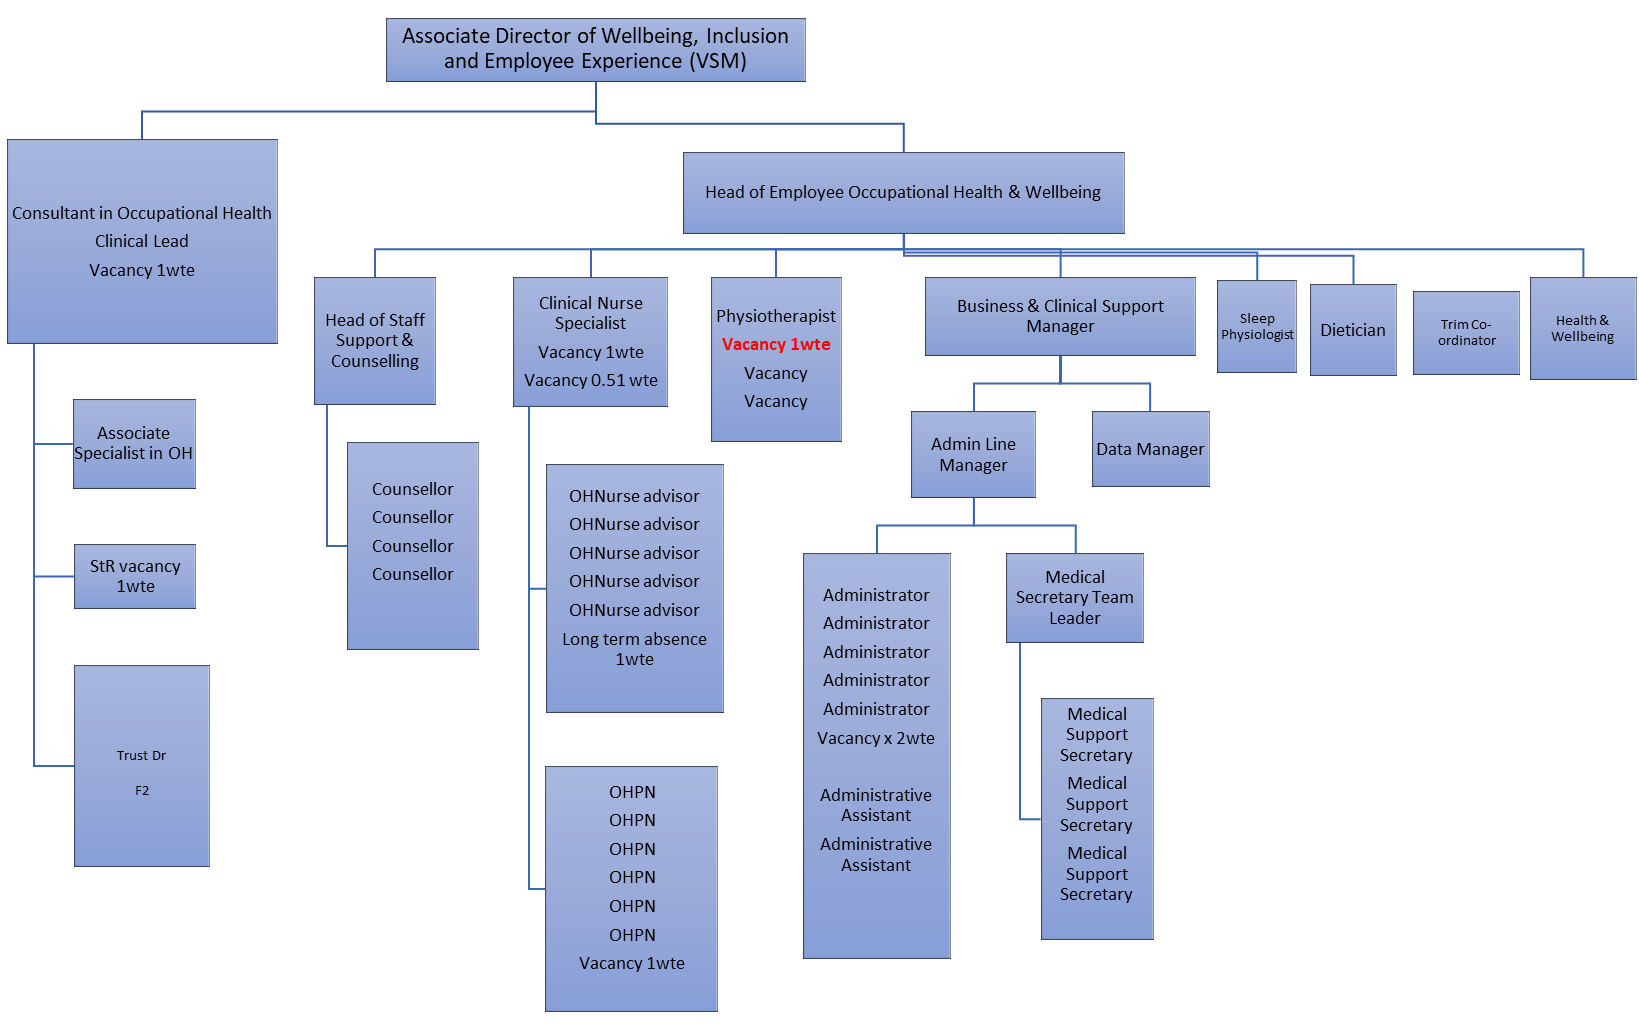 Associate Director of Wellbeing, Inclusion
and Employee Experience (VSM)
Consultant in Occupational Health
Clinical Lead
Vacancy 1wte
Head of Employee Occupational Health & Wellbeing
Head of Staff
Support &
Counselling
Clinical Nurse
Specialist
Vacancy 1wte
Vacancy 0.51 wte
Physiotherapist
Vacancy 1wte
Vacancy
Vacancy
Business & Clinical Support
Manager
Sleep
Physiologist
Dietician
Trim Co-
ordinator
Health &
Wellbeing
Associate
Specialist in OH
StR vacancy
1wte
Trust Dr
F2
Counsellor
Counsellor
Counsellor
Counsellor
OHNurse advisor
OHNurse advisor
OHNurse advisor
OHNurse advisor
OHNurse advisor
Long term absence
1wte
OHPN
OHPN
OHPN
OHPN
OHPN
OHPN
Vacancy 1wte
Admin Line
Manager
Data Manager
Administrator
Administrator
Administrator
Administrator
Administrator
Vacancy x 2wte
Administrative
Assistant
Administrative
Assistant
Medical
Secretary Team
Leader
Medical
Support
Secretary
Medical
Support
Secretary
Medical
Support
Secretary